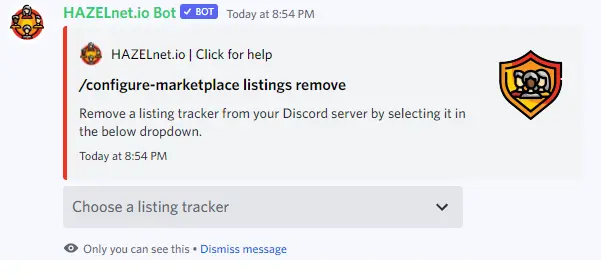 HAZELnet.io Bot ✓ BOT Today at 8:54 PM
HAZELnet.io | Click for help
/configure-marketplace listings remove
Remove a listing tracker from your Discord server by selecting it in
the below dropdown.
Today at 8:54 PM
Choose a listing tracker
Only you can see this • Dismiss message